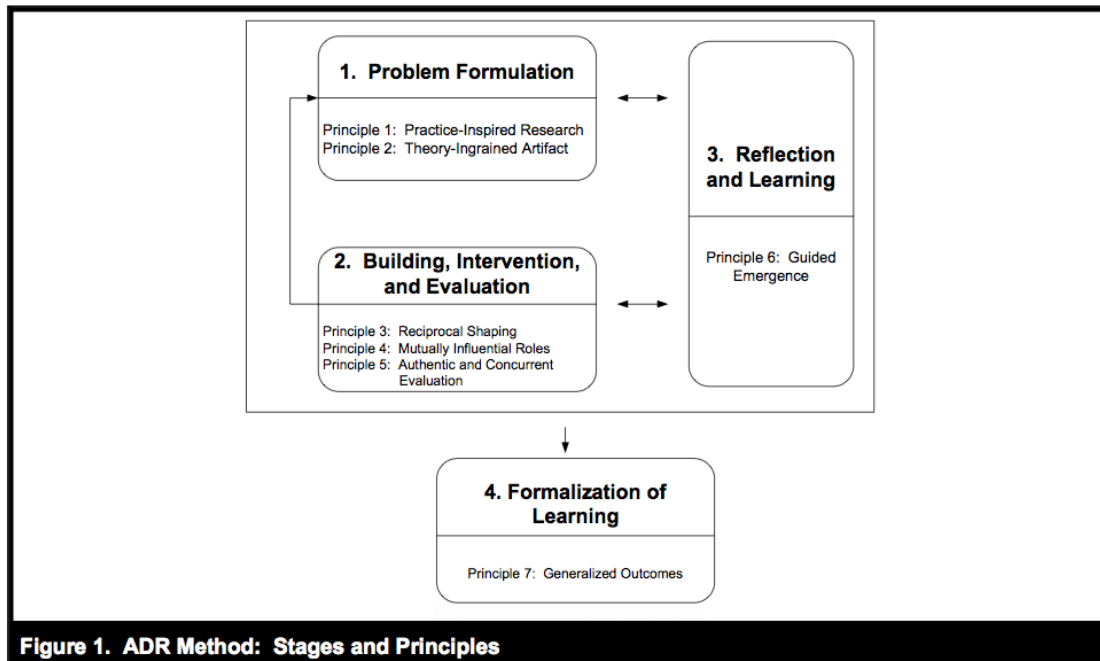 1. Problem Formulation
Principle 1: Practice-Inspired Research
Principle 2: Theory-Ingrained Artifact
2. Building, Intervention,
and Evaluation
Principle 3: Reciprocal Shaping
Principle 4: Mutually Influential Roles
Principle 5: Authentic and Concurrent
Evaluation
3. Reflection
and Learning
Principle 6: Guided
Emergence
4. Formalization of
Learning
Principle 7: Generalized Outcomes
Figure 1. ADR Method: Stages and Principles